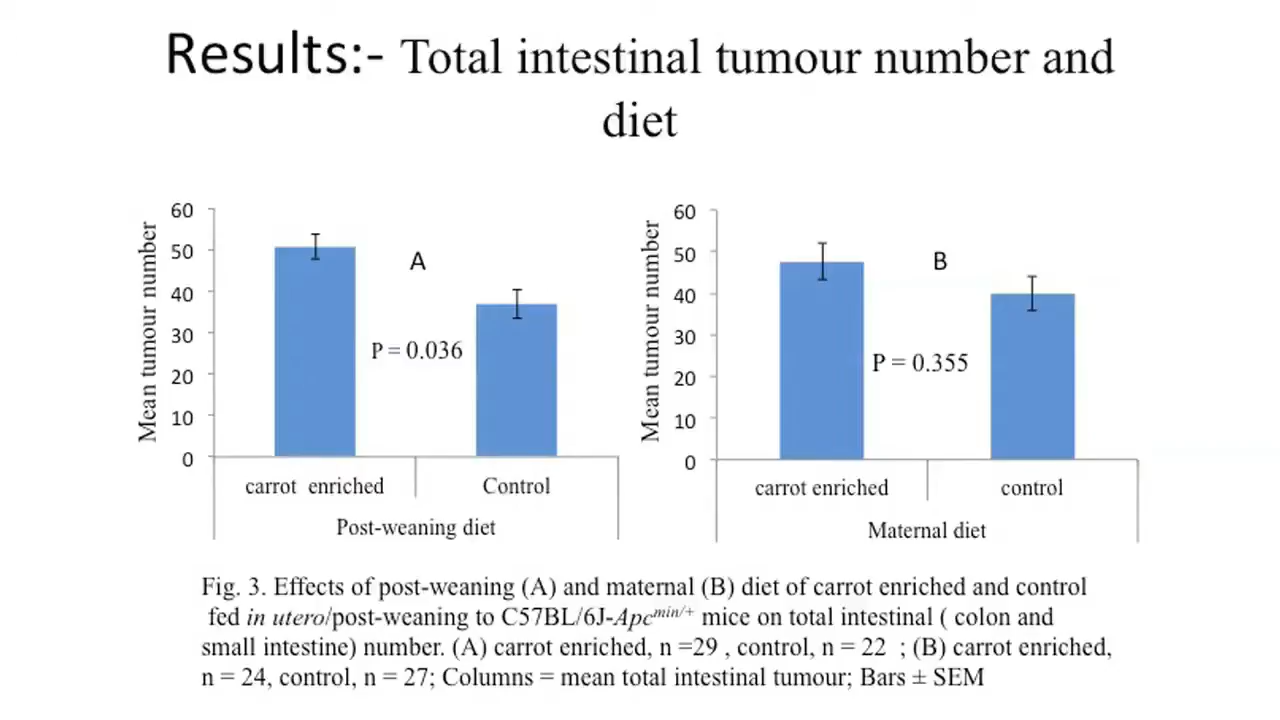 Results:- Total intestinal tumour number and
diet
Mean tumour number
60
50
40
30
20
10
0
A
P = 0.036
carrot enriched
Control
Post-weaning diet
Mean tumour number
60
50
40
30
20
10
0
B
P = 0.355
carrot enriched
control
Maternal diet
Fig. 3. Effects of post-weaning (A) and maternal (B) diet of carrot enriched and control
fed in utero/post-weaning to C57BL/6J-Apcmin/+ mice on total intestinal ( colon and
small intestine) number. (A) carrot enriched, n =29 , control, n = 22 ; (B) carrot enriched,
n = 24, control, n = 27; Columns = mean total intestinal tumour; Bars ± SEM